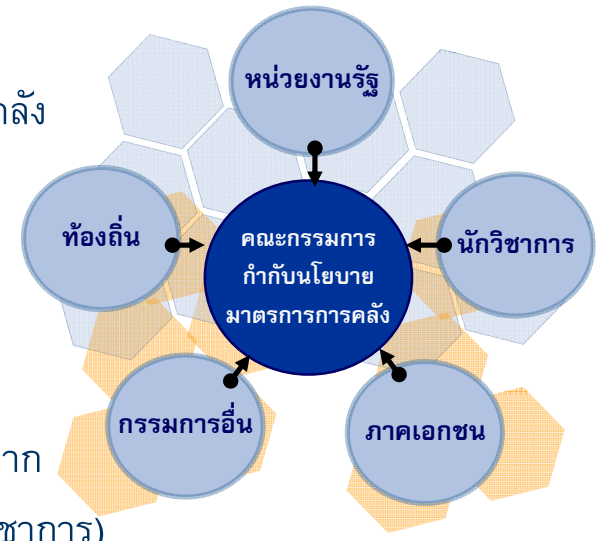 หน่วยงานรัฐ
ท้องถิ่น
คณะกรรมการ
กำกับนโยบาย
มาตรการการคลัง
นักวิชาการ
กรรมการอื่น
ภาคเอกชน